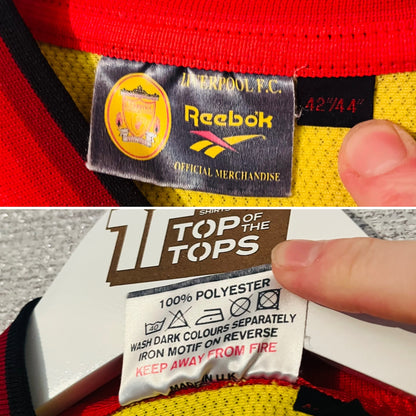 LIVERPOOL F.C.
Reebok
OFFICIAL MERCHANDISE
42"/44"
SHIRT
TOP OF
THE
TOPS
100% POLYESTER
WASH DARK COLOURS SEPARATELY
IRON MOTIF ON REVERSE
KEEP AWAY FROM FIRE
MADE IN U.K.